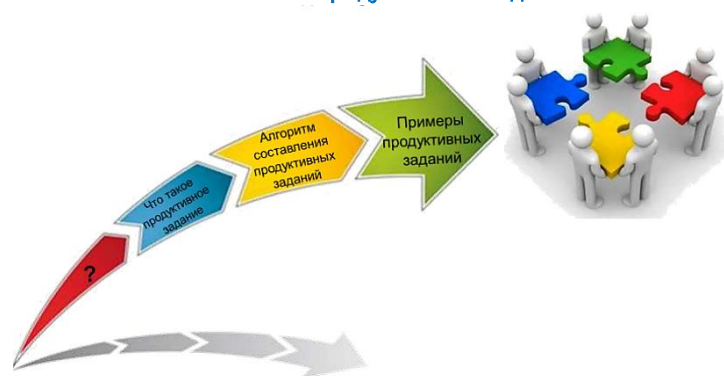 ?
Что такое
продуктивное
задание
Алгоритм
составления
продуктивных
заданий
Примеры
продуктивных
заданий